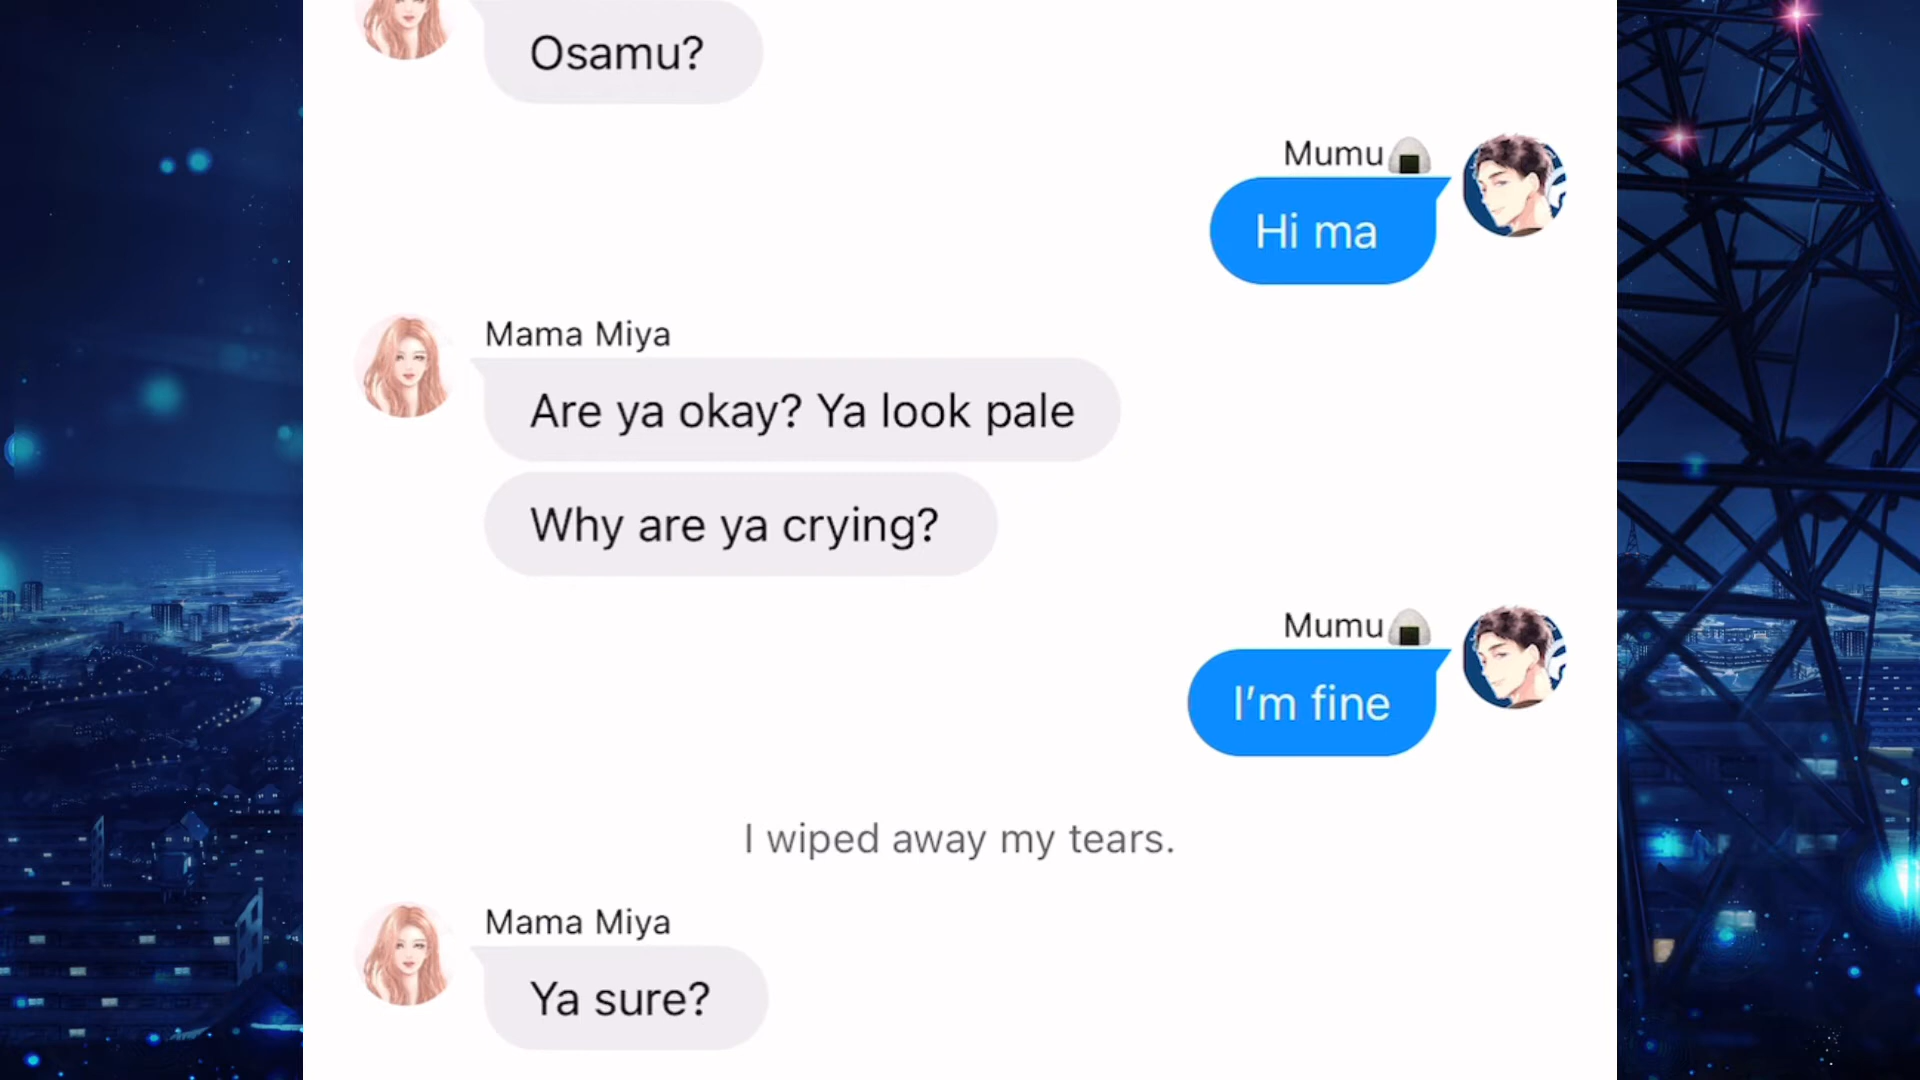 Osamu?
Mumu🍙
Hi ma
Mama Miya
Are ya okay? Ya look pale
Why are ya crying?
Mumu🍙
I’m fine
I wiped away my tears.
Mama Miya
Ya sure?